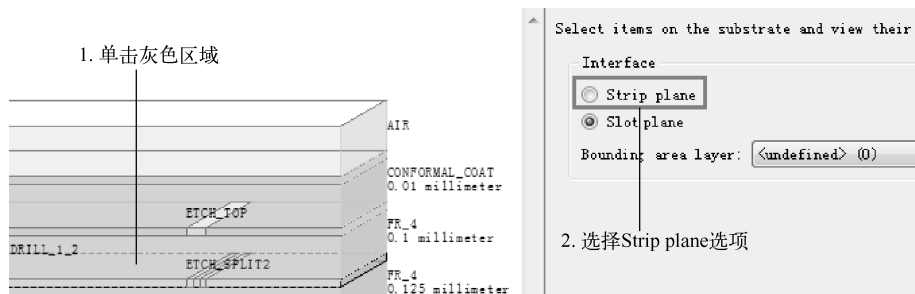 1. 单击灰色区域
AIR
CONFORMAL_COAT
0.01 millimeter
ETCH_TOP
FR_4
0.1 millimeter
DRILL_1_2
ETCH_SPLIT2
FR_4
0.125 millimeter
Select items on the substrate and view their
Interface
Strip plane
Slot plane
Bounding area layer: <undefined> (0)
2. 选择Strip plane选项